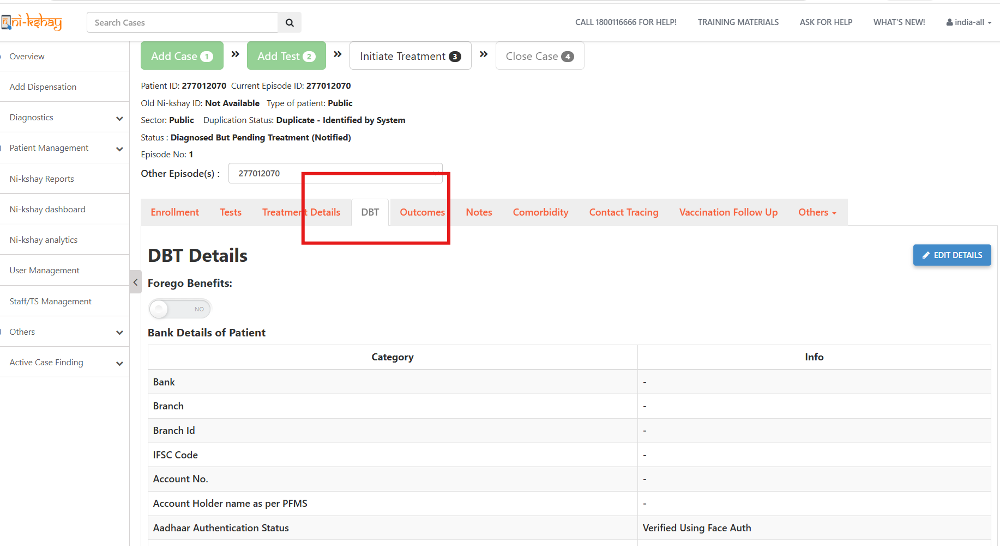 ni-kshay
Search Cases
CALL 1800116666 FOR HELP! TRAINING MATERIALS ASK FOR HELP WHAT'S NEW! india-all
Overview
Add Dispensation
Diagnostics
Patient Management
Ni-kshay Reports
Ni-kshay dashboard
Ni-kshay analytics
User Management
Staff/TS Management
Others
Active Case Finding
Add Case 1 » Add Test 2 » Initiate Treatment 3 » Close Case 4
Patient ID: 277012070 Current Episode ID: 277012070
Old Ni-kshay ID: Not Available Type of patient: Public
Sector: Public Duplication Status: Duplicate - Identified by System
Status : Diagnosed But Pending Treatment (Notified)
Episode No: 1
Other Episode(s) : 277012070
Enrollment Tests Treatment Details DBT Outcomes Notes Comorbidity Contact Tracing Vaccination Follow Up Others
DBT Details
EDIT DETAILS
Forego Benefits:
NO
Bank Details of Patient
Category Info
Bank -
Branch -
Branch Id -
IFSC Code -
Account No. -
Account Holder name as per PFMS -
Aadhaar Authentication Status Verified Using Face Auth